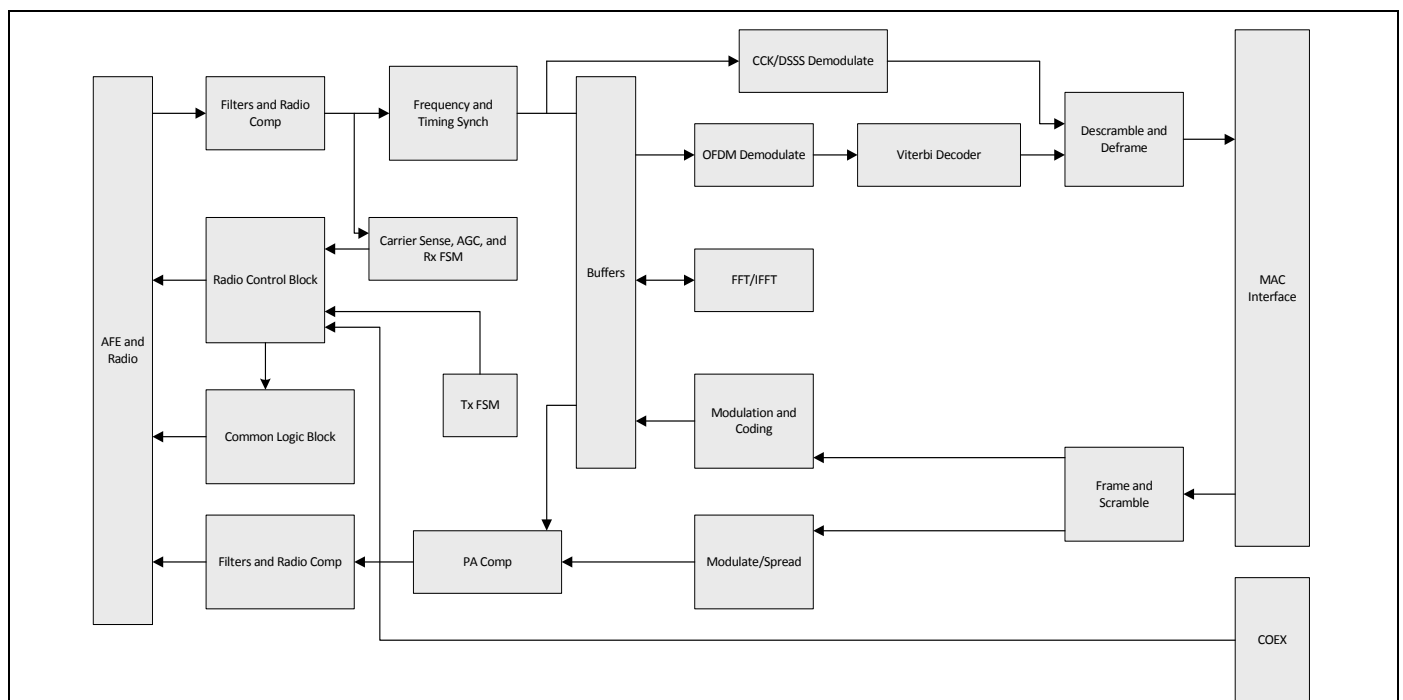 CCK/DSSS Demodulate
Filters and Radio
Comp
Frequency and
Timing Synch
Descramble and
Deframe
OFDM Demodulate
Viterbi Decoder
Carrier Sense, AGC, and
Rx FSM
Radio Control Block
Buffers
FFT/IFFT
MAC
Interface
AFE and
Radio
Tx FSM
Modulation and
Coding
Common Logic Block
Frame and
Scramble
Filters and Radio Comp
PA Comp
Modulate/Spread
COEX